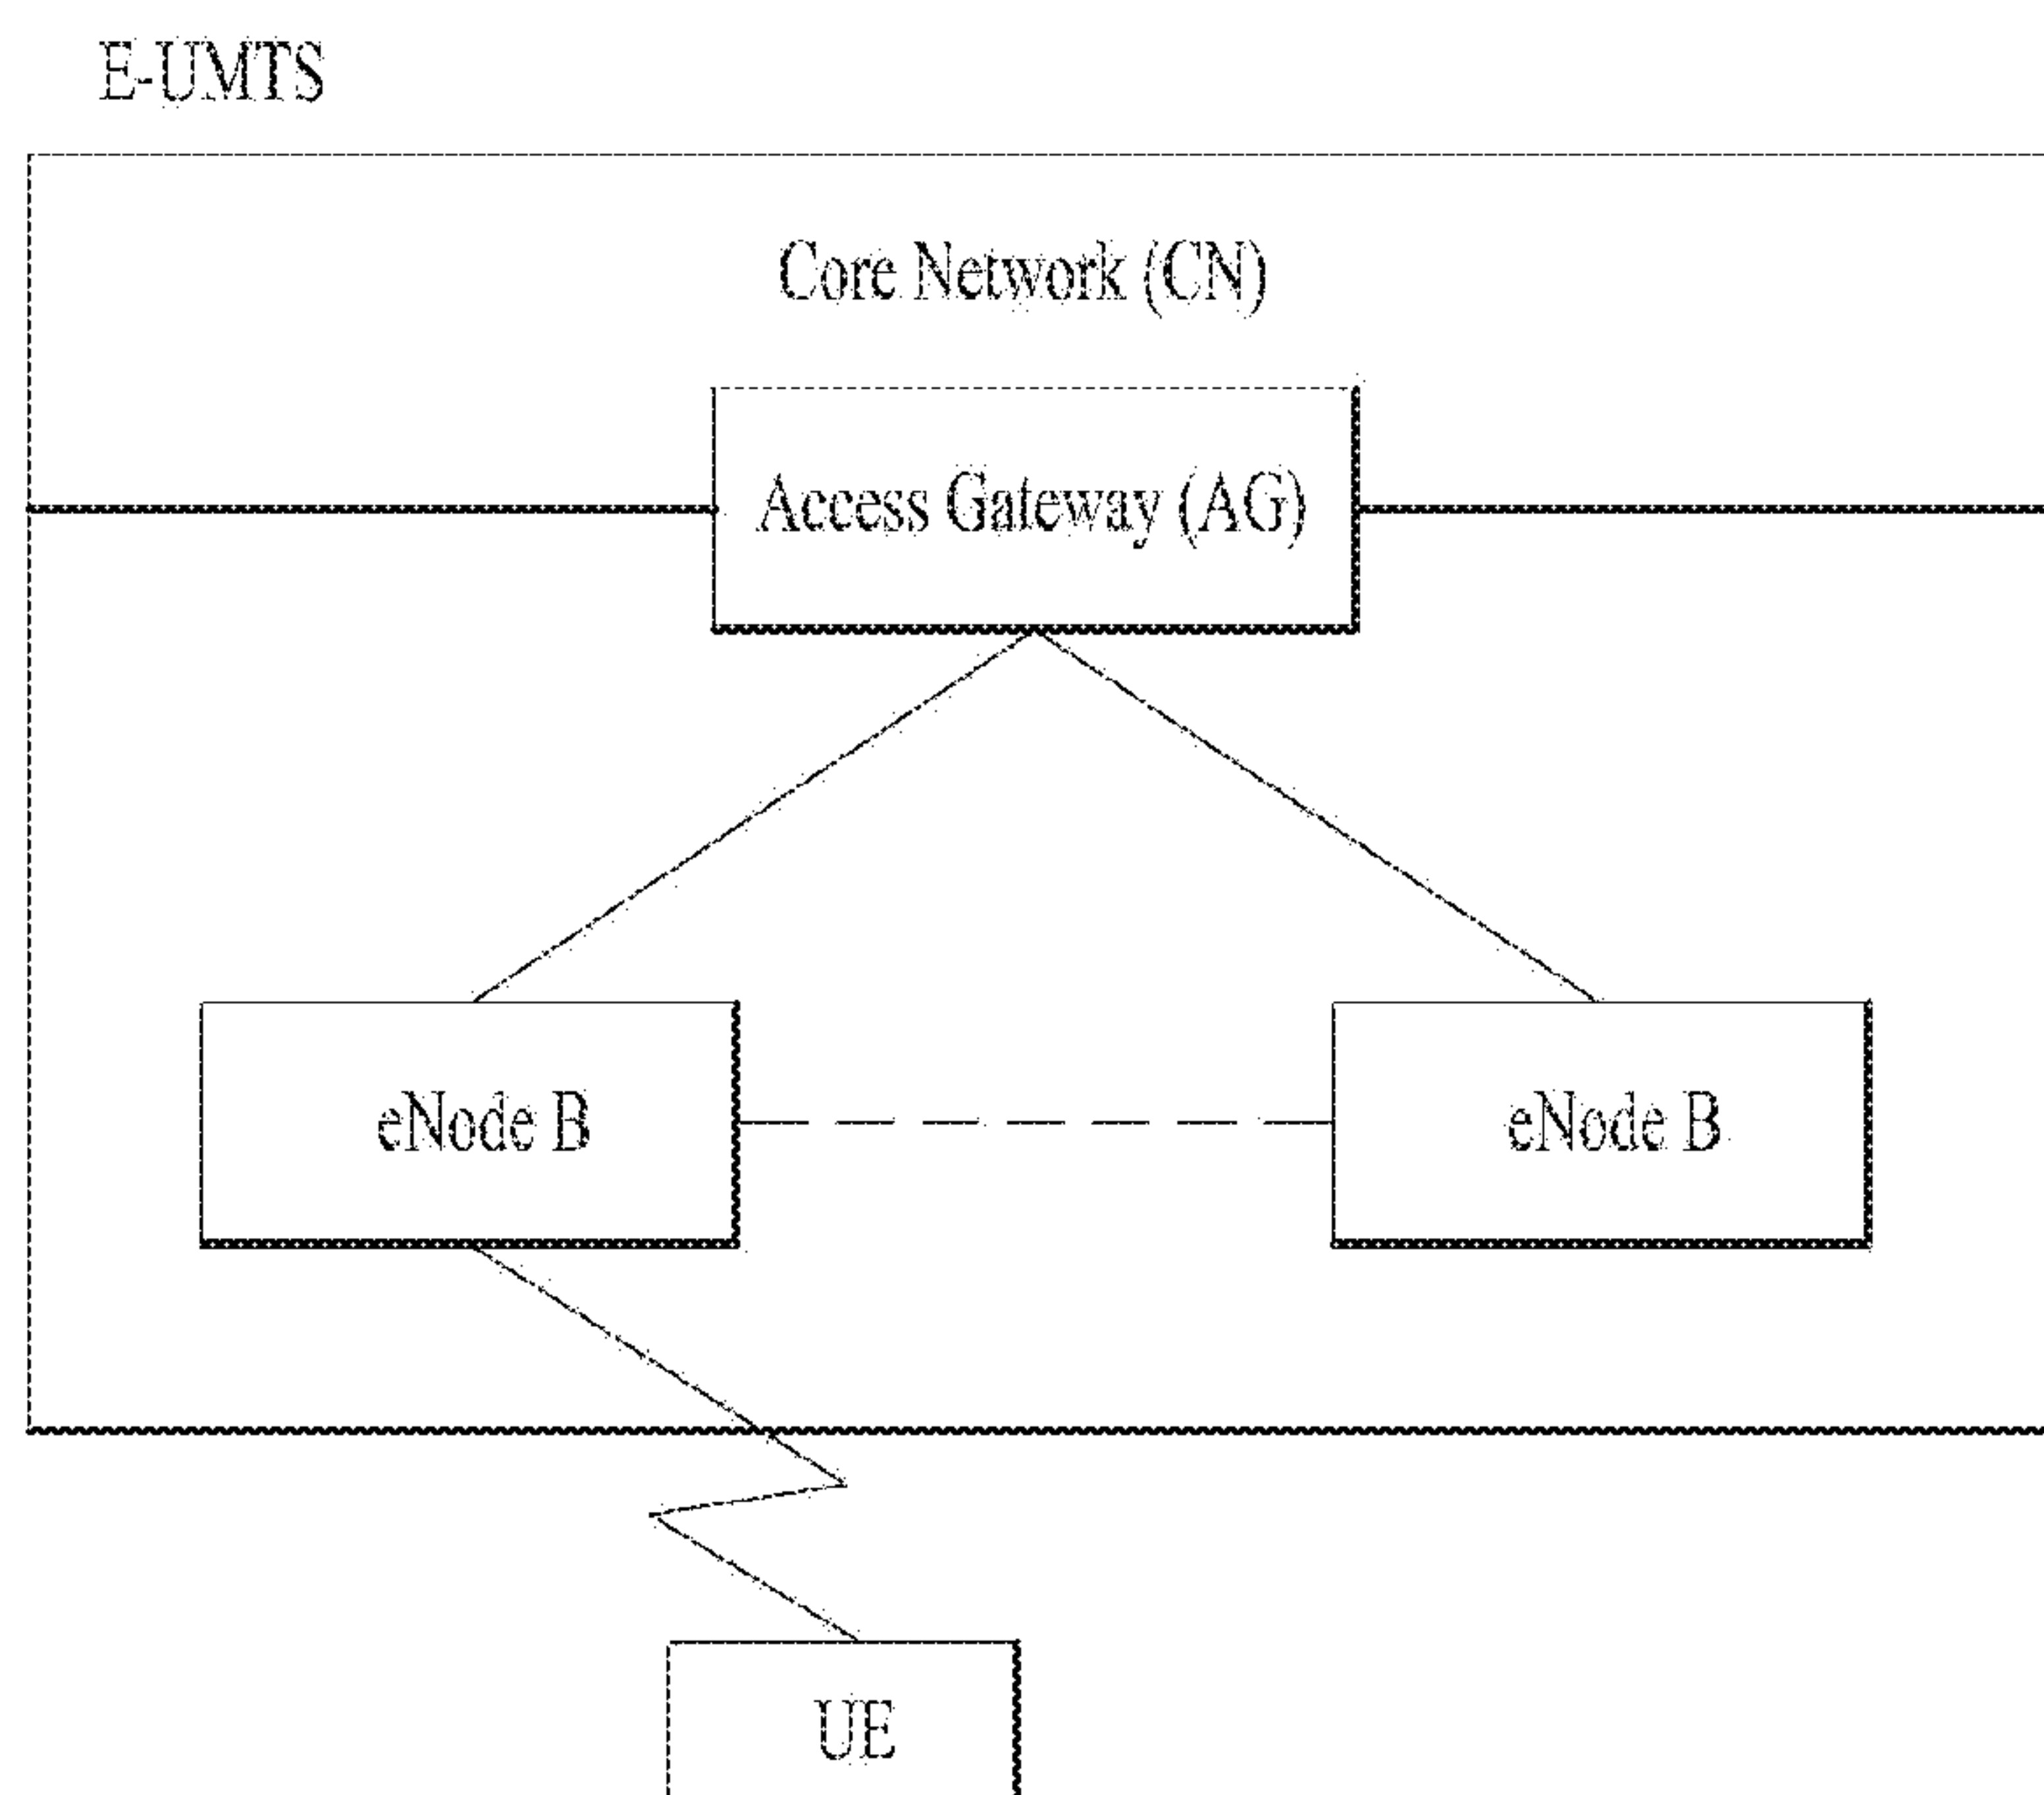 E-UMTS
Core Network (CN)
Access Gateway (AG)
eNode B
eNode B
UE